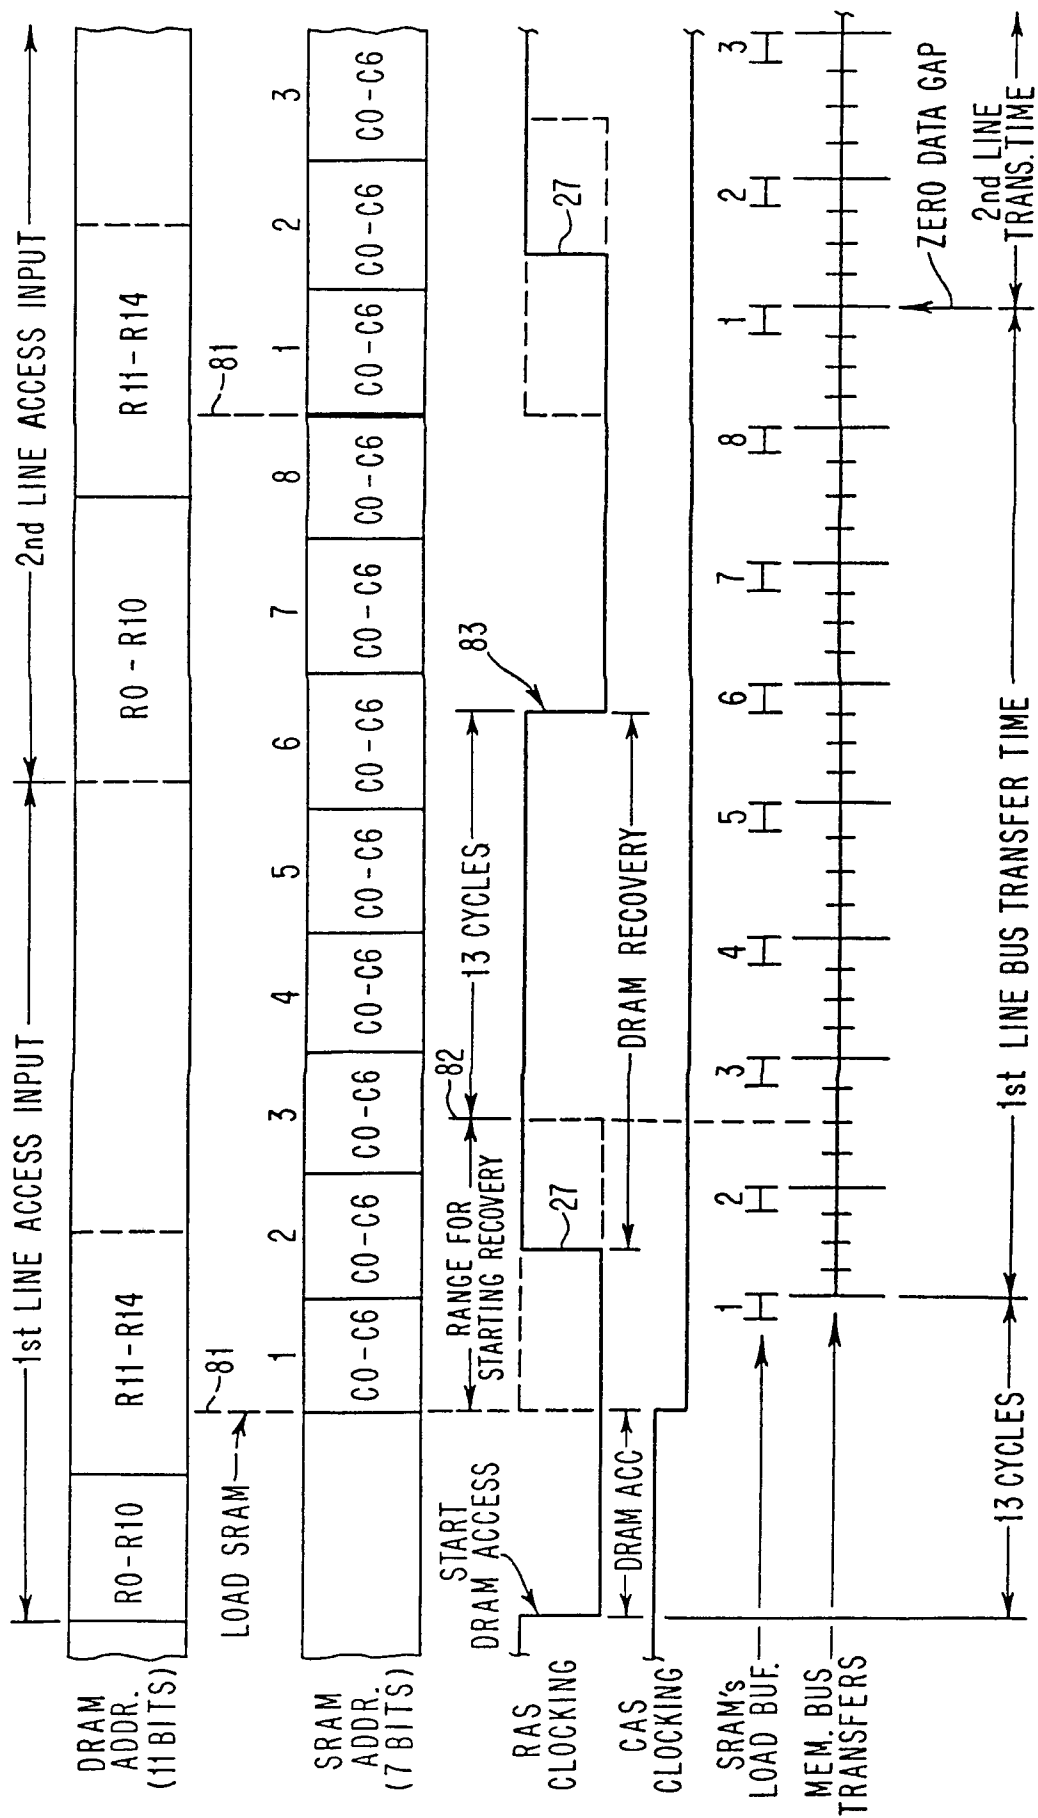 1st LINE ACCESS INPUT
2nd LINE ACCESS INPUT
DRAM
ADDR.
(11 BITS)
R0-R10
R11-R14
R0 - R10
R11-R14
LOAD SRAM
81
81
SRAM
ADDR.
(7 BITS)
1
2
3
4
5
6
7
8
1
2
3
C0-C6
C0-C6
C0-C6
C0-C6
C0-C6
C0-C6
C0-C6
C0-C6
C0-C6
C0-C6
C0-C6
START
DRAM ACCESS
RANGE FOR
STARTING RECOVERY
82
13 CYCLES
83
RAS
CLOCKING
27
27
DRAM ACC
DRAM RECOVERY
CAS
CLOCKING
SRAM's
LOAD BUF.
1
2
3
4
5
6
7
8
1
2
3
MEM. BUS
TRANSFERS
ZERO DATA GAP
13 CYCLES
1st LINE BUS TRANSFER TIME
2nd LINE
TRANS. TIME